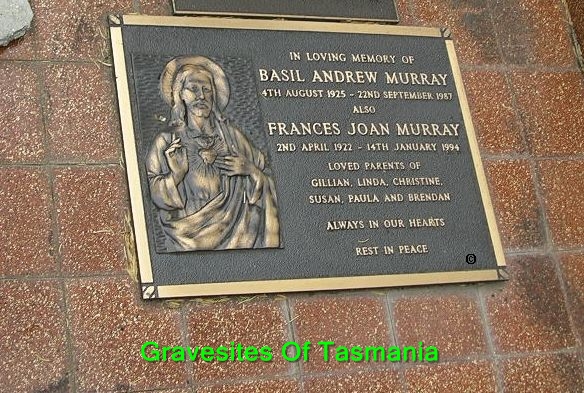 IN LOVING MEMORY OF
BASIL ANDREW MURRAY
4TH AUGUST 1925 - 22ND SEPTEMBER 1987
ALSO
FRANCES JOAN MURRAY
2ND APRIL 1922 - 14TH JANUARY 1994
LOVED PARENTS OF
GILLIAN, LINDA, CHRISTINE,
SUSAN, PAULA AND BRENDAN
ALWAYS IN OUR HEARTS
REST IN PEACE
©
Gravesites Of Tasmania